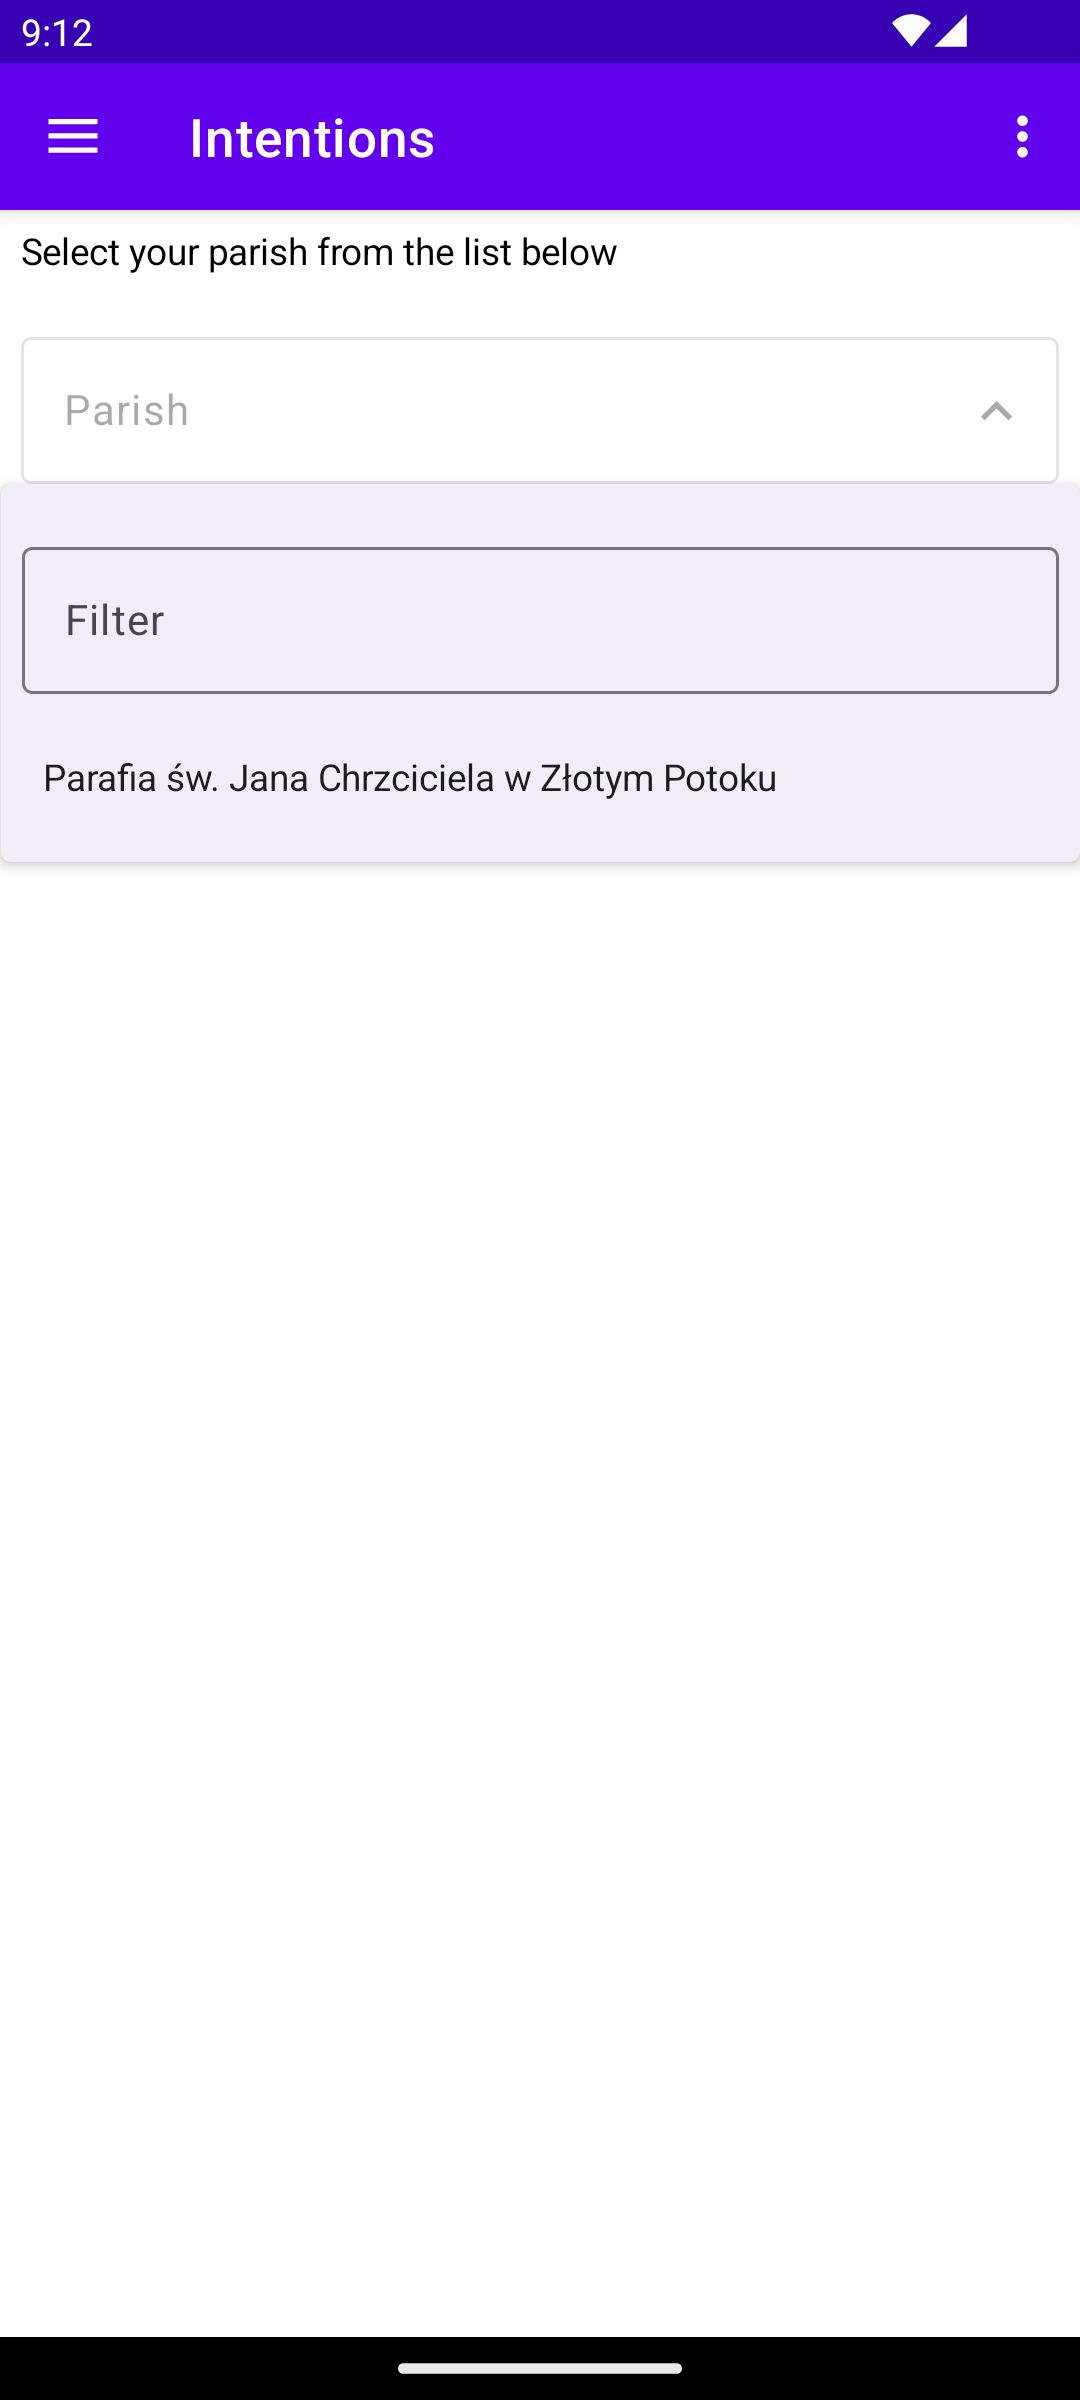 9:12
Intentions
Select your parish from the list below
Parish
Filter
Parafia św. Jana Chrzciciela w Złotym Potoku